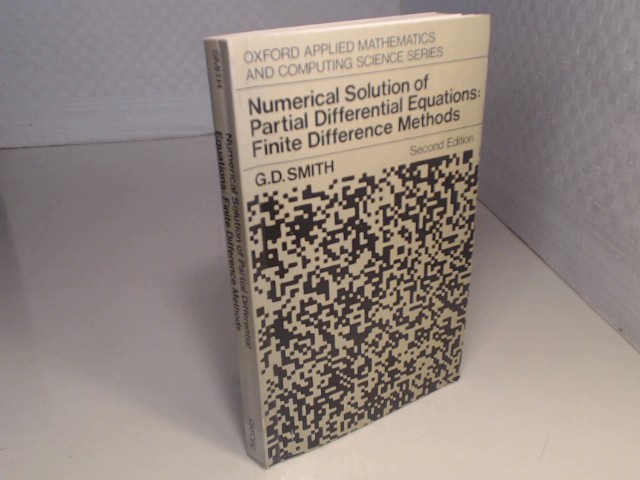 OXFORD APPLIED MATHEMATICS
AND COMPUTING SCIENCE SERIES
Numerical Solution of
Partial Differential Equations:
Finite Difference Methods
Second Edition
G.D. SMITH
SMITH
Numerical Solution of Partial Differential
Equations: Finite Difference Methods
OXFORD